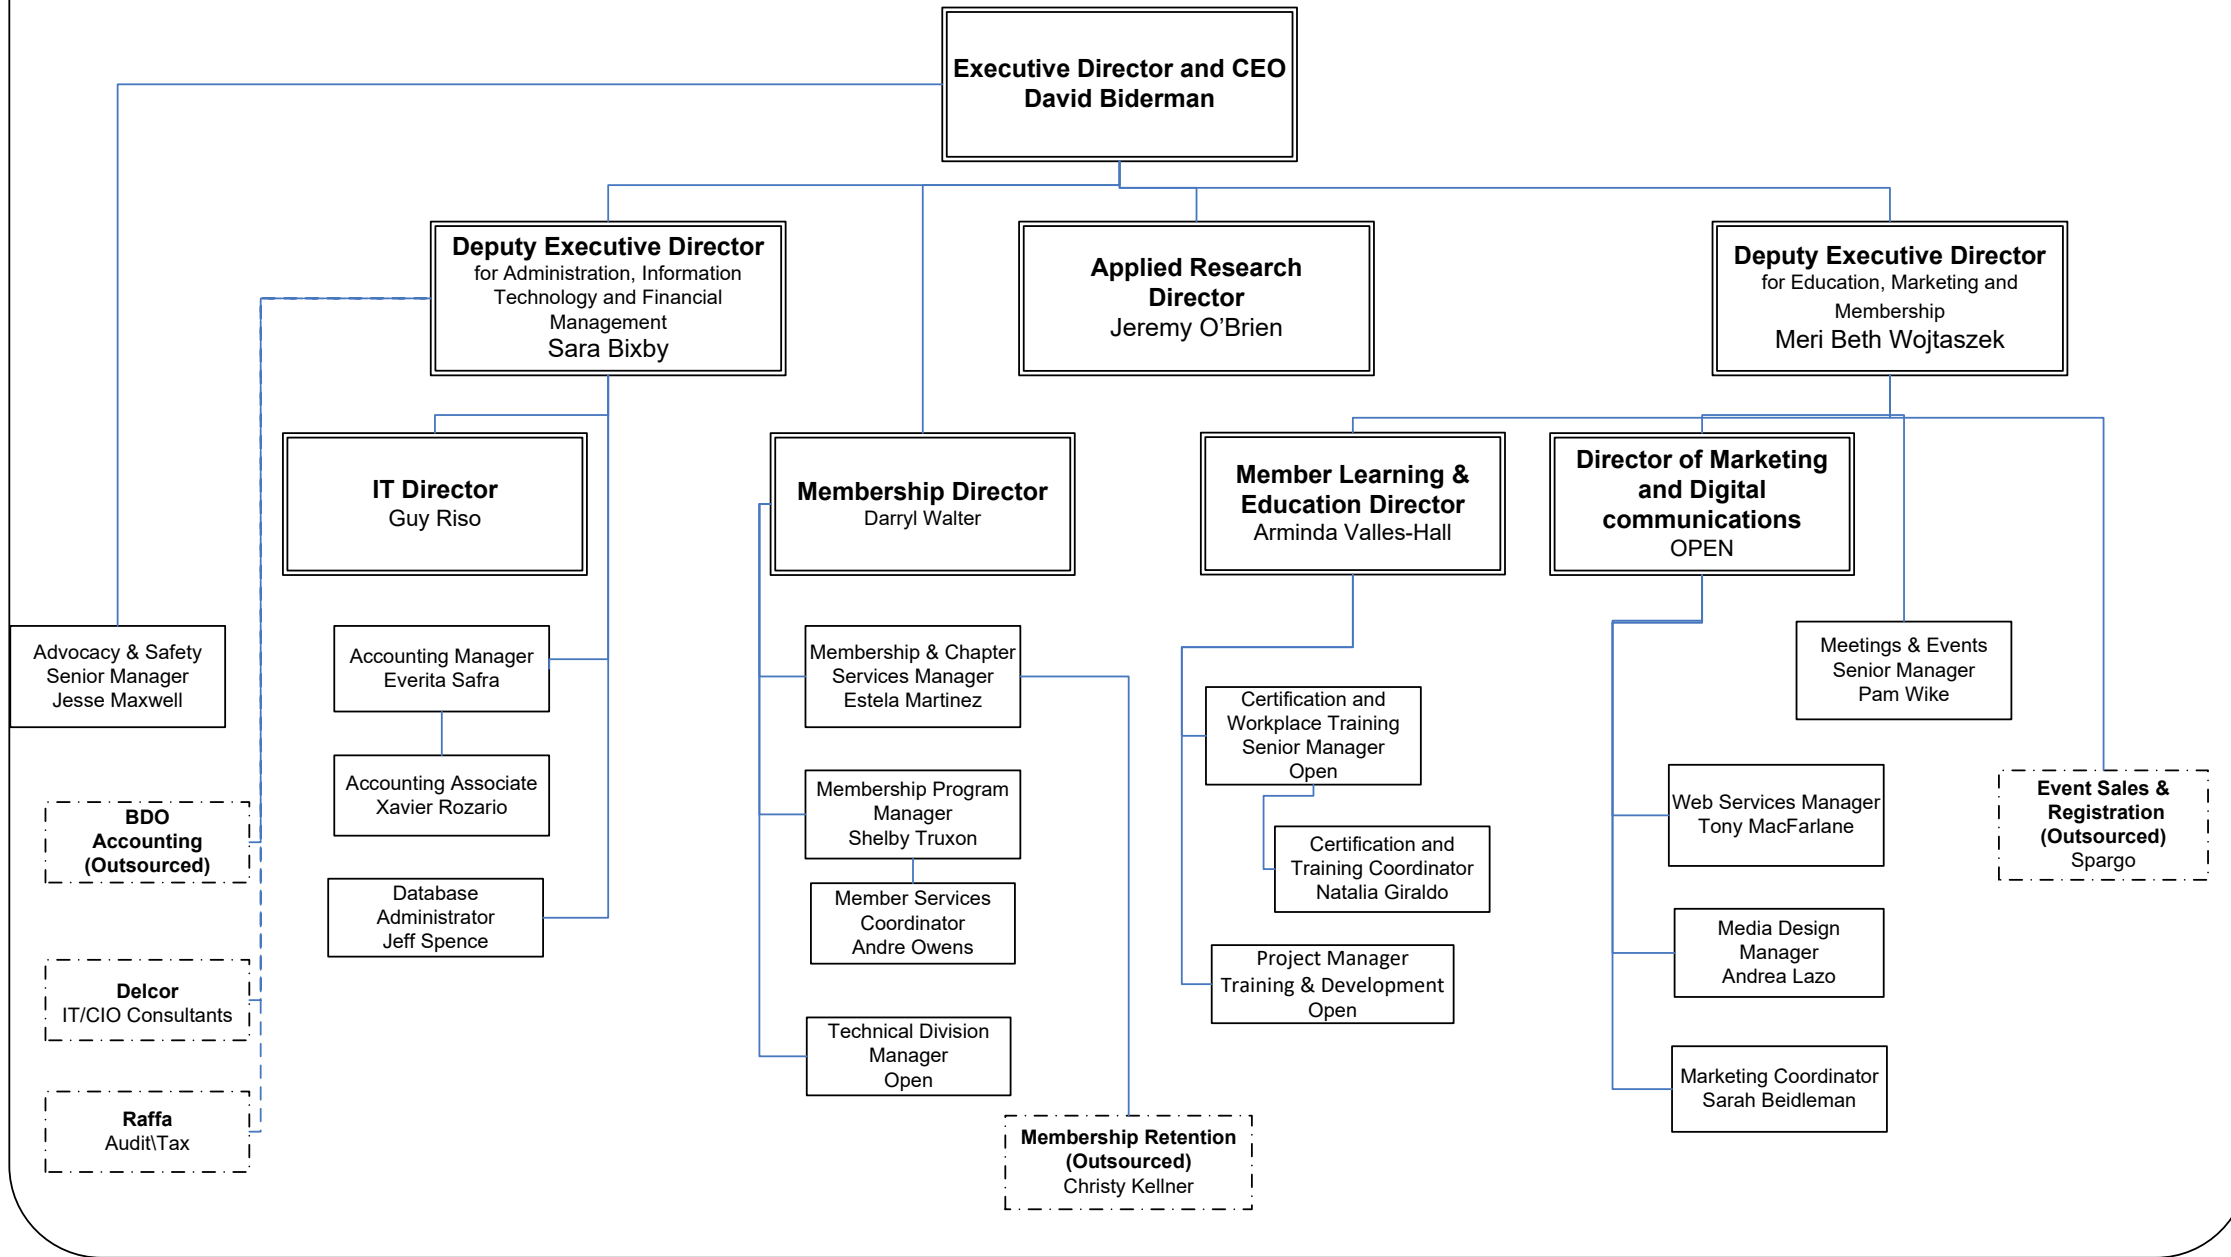 Executive Director and CEO
David Biderman
Deputy Executive Director
for Administration, Information
Technology and Financial
Management
Sara Bixby
Applied Research
Director
Jeremy O’Brien
Deputy Executive Director
for Education, Marketing and
Membership
Meri Beth Wojtaszek
IT Director
Guy Riso
Membership Director
Darryl Walter
Member Learning &
Education Director
Arminda Valles-Hall
Director of Marketing
and Digital
communications
OPEN
Advocacy & Safety
Senior Manager
Jesse Maxwell
Accounting Manager
Everita Safra
Membership & Chapter
Services Manager
Estela Martinez
Certification and
Workplace Training
Senior Manager
Open
Meetings & Events
Senior Manager
Pam Wike
Accounting Associate
Xavier Rozario
Membership Program
Manager
Shelby Truxon
Certification and
Training Coordinator
Natalia Giraldo
Web Services Manager
Tony MacFarlane
Event Sales &
Registration
(Outsourced)
Spargo
BDO
Accounting
(Outsourced)
Database
Administrator
Jeff Spence
Member Services
Coordinator
Andre Owens
Project Manager
Training & Development
Open
Media Design
Manager
Andrea Lazo
Delcor
IT/CIO Consultants
Technical Division
Manager
Open
Marketing Coordinator
Sarah Beidleman
Raffa
Audit\Tax
Membership Retention
(Outsourced)
Christy Kellner